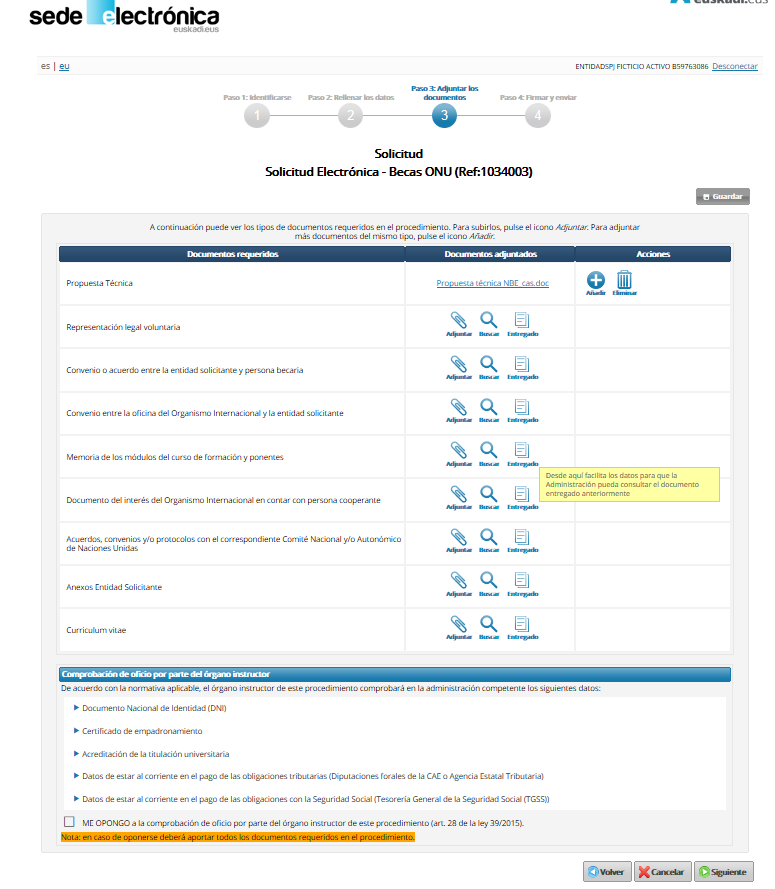 euskadi.eus
sede electrónica
euskadi.eus
es | eu
ENTIDADSPJ FICTICIO ACTIVO B59763086 Desconectar
Paso 1: Identificarse
Paso 2: Rellenar los datos
Paso 3: Adjuntar los documentos
Paso 4: Firmar y enviar
1
2
3
4
Solicitud
Solicitud Electrónica - Becas ONU (Ref:1034003)
Guardar
A continuación puede ver los tipos de documentos requeridos en el procedimiento. Para subirlos, pulse el icono Adjuntar. Para adjuntar
más documentos del mismo tipo, pulse el icono Añadir.
Documentos requeridos Documentos adjuntados Acciones
Propuesta Técnica Propuesta técnica NBE_cas.doc Añadir Eliminar
Representación legal voluntaria Adjuntar Buscar Entregado
Convenio o acuerdo entre la entidad solicitante y persona becaria Adjuntar Buscar Entregado
Convenio entre la oficina del Organismo Internacional y la entidad solicitante Adjuntar Buscar Entregado
Memoria de los módulos del curso de formación y ponentes Adjuntar Buscar Entregado
Desde aquí facilita los datos para que la
Administración pueda consultar el documento
entregado anteriormente
Documento del interés del Organismo Internacional en contar con persona cooperante Adjuntar Buscar Entregado
Acuerdos, convenios y/o protocolos con el correspondiente Comité Nacional y/o Autonómico
de Naciones Unidas Adjuntar Buscar Entregado
Anexos Entidad Solicitante Adjuntar Buscar Entregado
Curriculum vitae Adjuntar Buscar Entregado
Comprobación de oficio por parte del órgano instructor
De acuerdo con la normativa aplicable, el órgano instructor de este procedimiento comprobará en la administración competente los siguientes datos:
Documento Nacional de Identidad (DNI)
Certificado de empadronamiento
Acreditación de la titulación universitaria
Datos de estar al corriente en el pago de las obligaciones tributarias (Diputaciones forales de la CAE o Agencia Estatal Tributaria)
Datos de estar al corriente en el pago de las obligaciones con la Seguridad Social (Tesorería General de la Seguridad Social (TGSS))
ME OPONGO a la comprobación de oficio por parte del órgano instructor de este procedimiento (art. 28 de la ley 39/2015).
Nota: en caso de oponerse deberá aportar todos los documentos requeridos en el procedimiento.
Volver Cancelar Siguiente